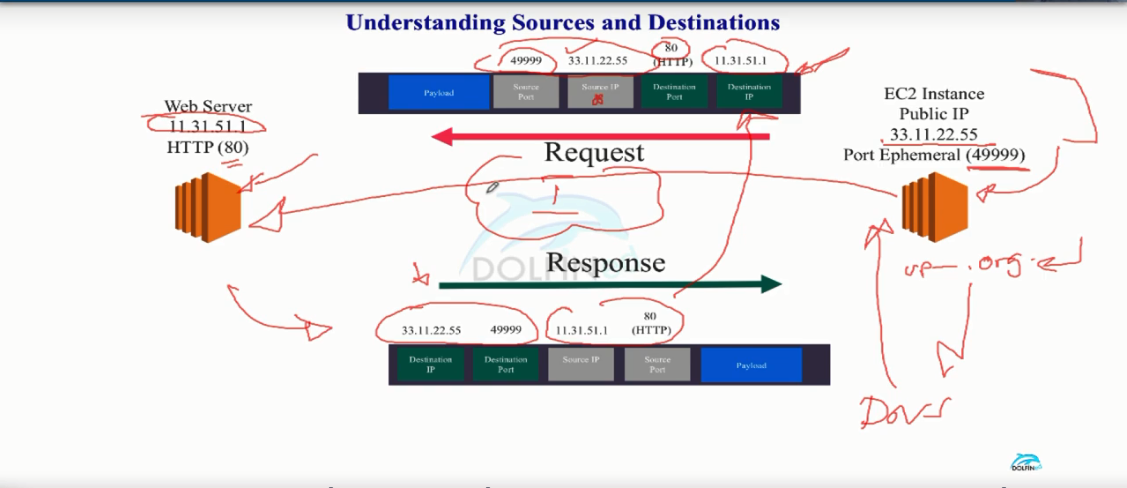 Understanding Sources and Destinations
49999 33.11.22.55 80 (HTTP) 11.31.51.1
Payload Source Port Source IP Destination Port Destination IP
Web Server
11.31.51.1
HTTP (80)
EC2 Instance
Public IP
33.11.22.55
Port Ephemeral (49999)
Request
1
DOLFIN
Response
33.11.22.55 49999 11.31.51.1 80 (HTTP)
Destination IP Destination Port Source IP Source Port Payload
DOLFINed